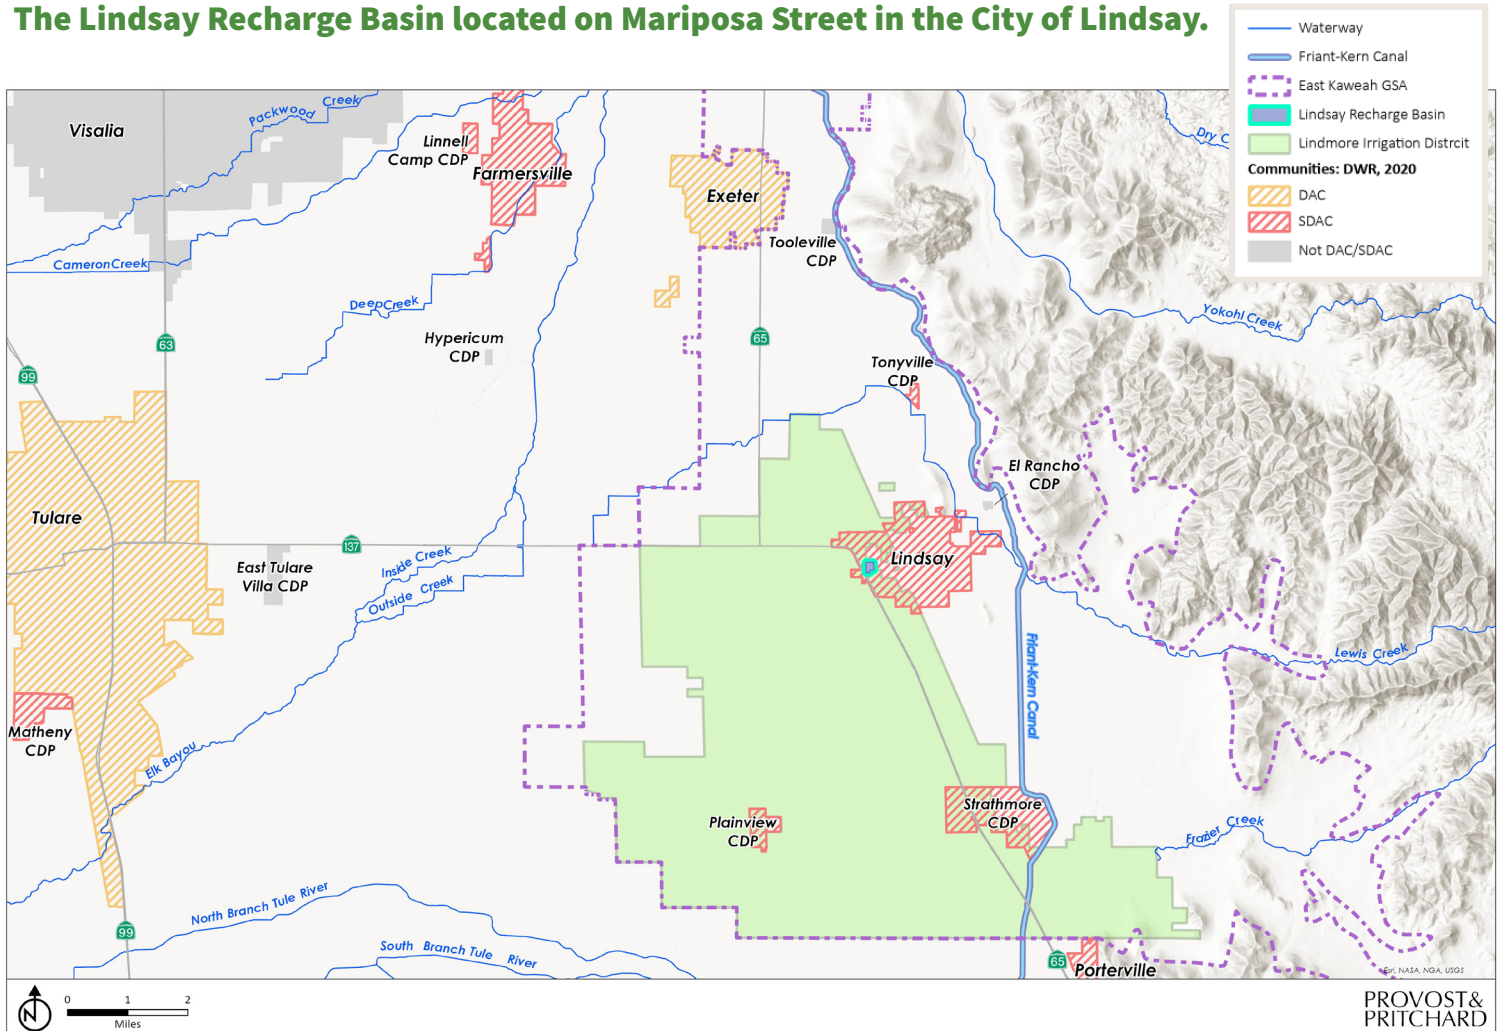 The Lindsay Recharge Basin located on Mariposa Street in the City of Lindsay.
Waterway
Friant-Kern Canal
East Kaweah GSA
Lindsay Recharge Basin
Lindmore Irrigation Distrcit
Communities: DWR, 2020
DAC
SDAC
Not DAC/SDAC
Visalia
Packwood Creek
Linnell
Camp CDP
Farmersville
Exeter
Dry C
Tooleville
CDP
CameronCreek
DeepCreek
Yokohl Creek
Hypericum
CDP
63
65
99
Tonyville
CDP
El Rancho
CDP
Tulare
137
Lindsay
East Tulare
Villa CDP
Inside Creek
Outside Creek
Friant-Kern Canal
Lewis Creek
Matheny
CDP
Elk Bayou
Strathmore
CDP
Plainview
CDP
Frazier Creek
North Branch Tule River
99
South Branch Tule River
65
Porterville
Esri, NASA, NGA, USGS
N
0 1 2
Miles
PROVOST&
PRITCHARD